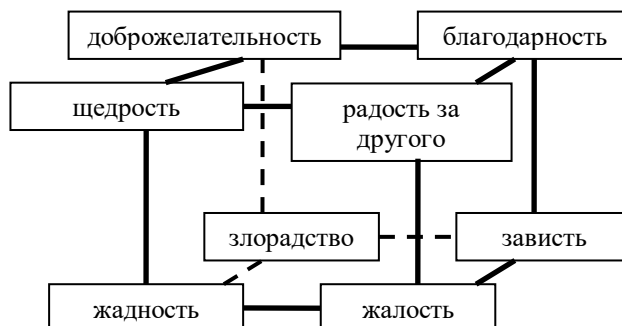 доброжелательность
благодарность
щедрость
радость за
другого
злорадство
зависть
жадность
жалость